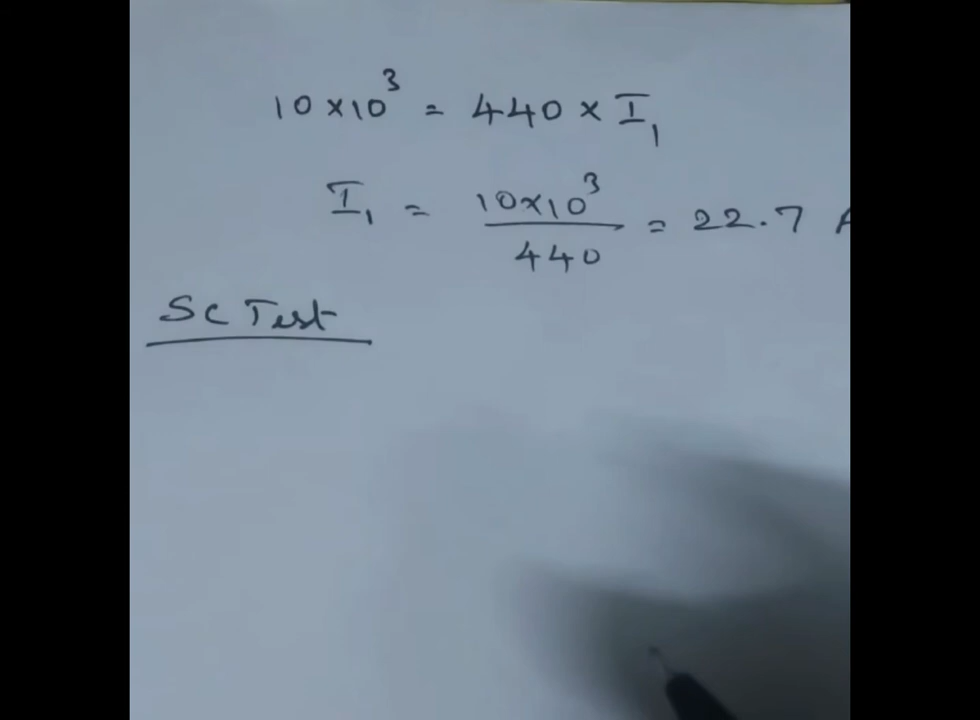 10 × 10³ = 440 × I₁
I₁ = 10×10³ / 440 = 22.7 A
SC Test